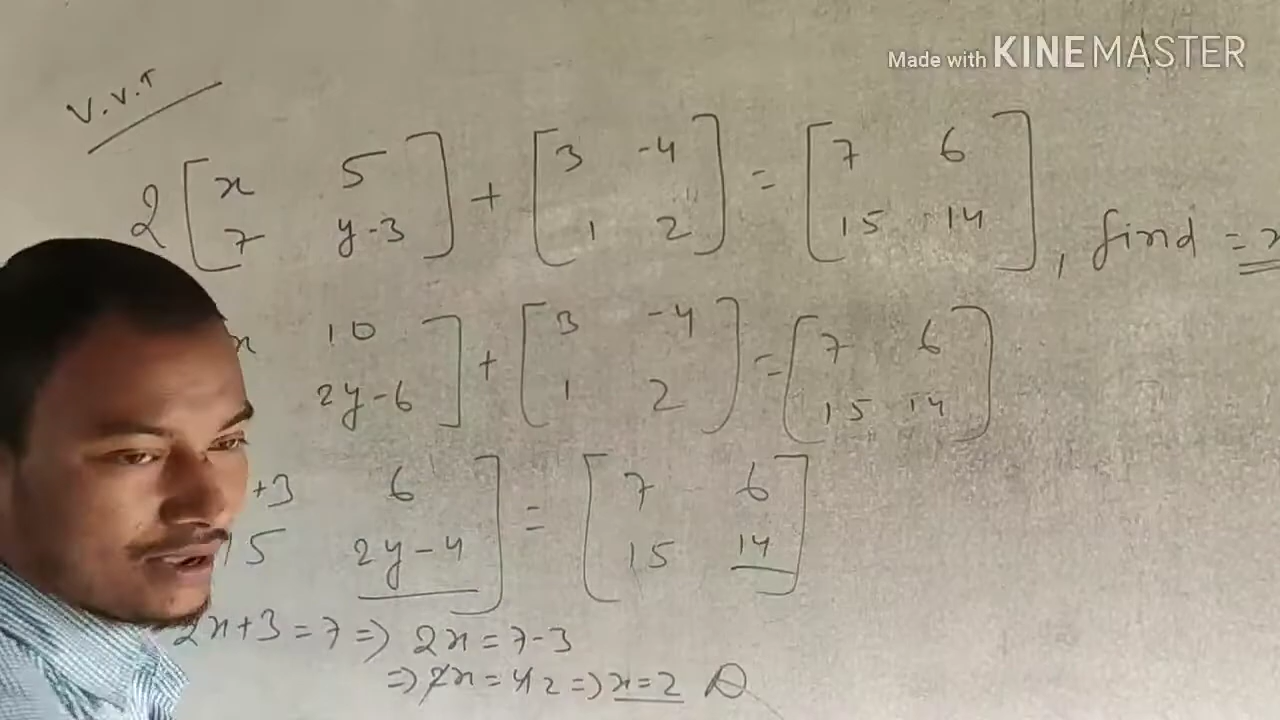 Made with KINEMASTER
V.V.I
2 [ x 5 ] + [ 3 -4 ] = [ 7 6 ]
[ 7 y-3 ] [ 1 2 ] [ 15 14 ] , find =
x 10 ] + [ 3 -4 ] = [ 7 6 ]
2y-6 ] [ 1 2 ] [ 15 14 ]
+3 6 ] = [ 7 6 ]
15 2y-4 ] [ 15 14 ]
2x+3=7 => 2x=7-3
=> 2x=42 => x=2